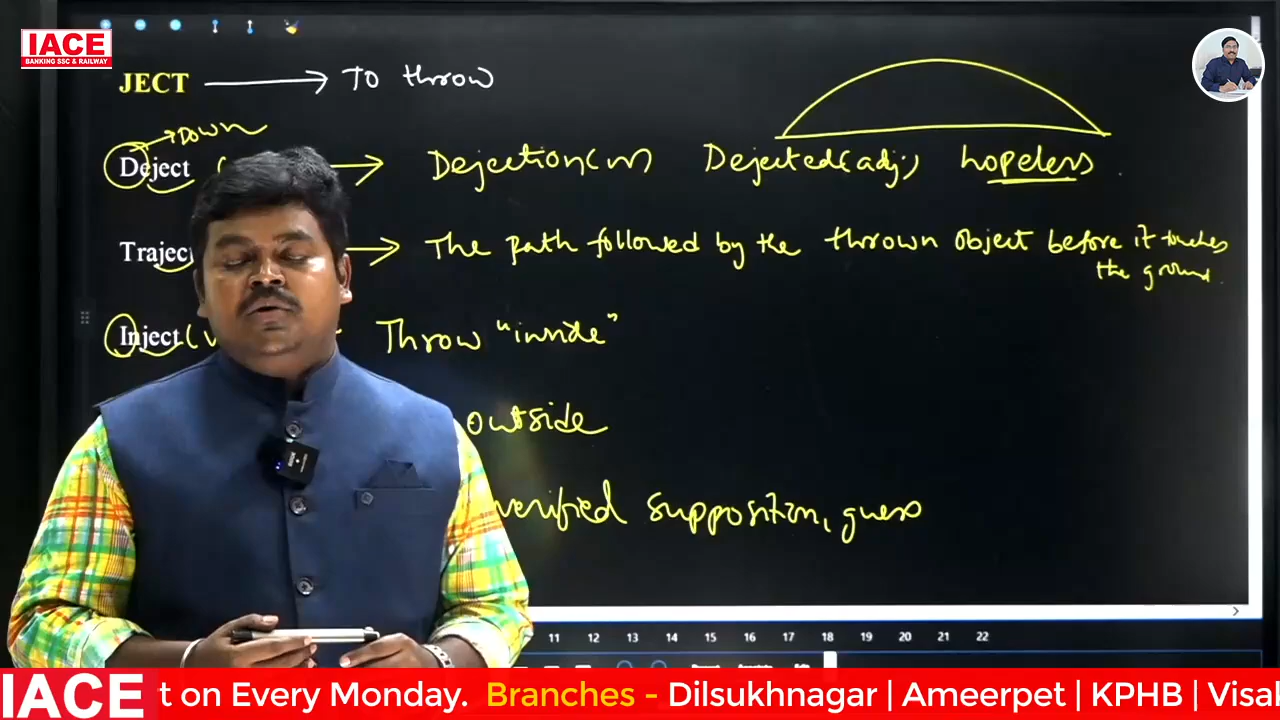 IACE
BANKING SSC & RAILWAY
JECT → To throw
→ Down
Deject ( → Dejection(n) Dejected(adj) hopeless
Traject → The path followed by the thrown object before it touches
the ground.
Inject (v Throw "inside"
outside
verified supposition, guess
11 12 13 14 15 16 17 18 19 20 21 22
IACE t on Every Monday. Branches - Dilsukhnagar | Ameerpet | KPHB | Visal